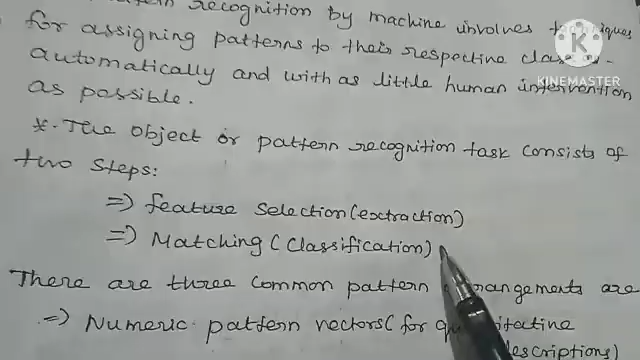 recognition by machine involves techniques
for assigning patterns to their respective classes
automatically and with as little human intervention
as possible.
*. The object or pattern recognition task consists of
two steps:
=) feature selection (extraction)
=) Matching (classification)
There are three common pattern arrangements are
=) Numeric pattern vectors (for quantitative
descriptions)
K
KINEMASTER